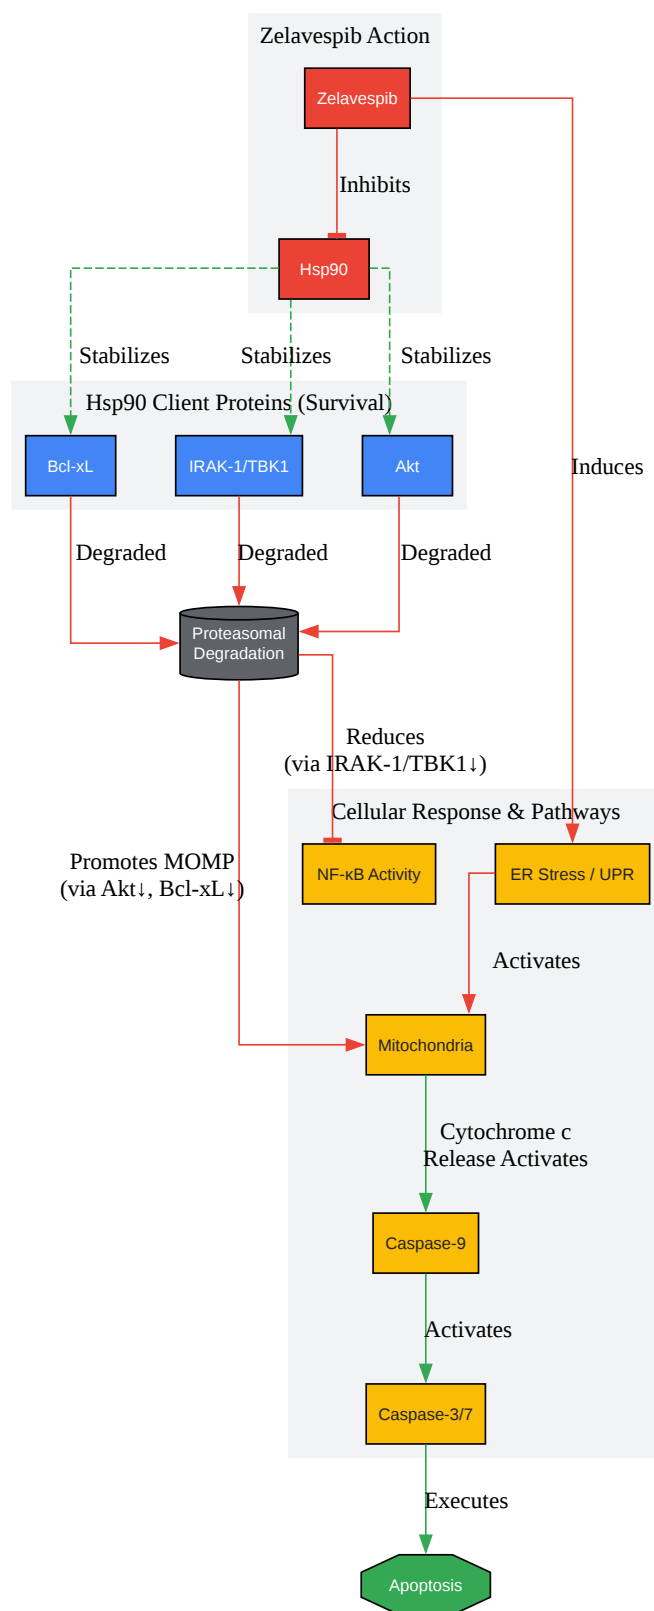 Zelavespib Action
Zelavespib
Inhibits
Hsp90
Stabilizes
Stabilizes
Stabilizes
Hsp90 Client Proteins (Survival)
Bcl-xL
IRAK-1/TBK1
Akt
Induces
Degraded
Degraded
Degraded
Proteasomal
Degradation
Reduces
(via IRAK-1/TBK1↓)
Cellular Response & Pathways
Promotes MOMP
(via Akt↓, Bcl-xL↓)
NF-κB Activity
ER Stress / UPR
Activates
Mitochondria
Cytochrome c
Release Activates
Caspase-9
Activates
Caspase-3/7
Executes
Apoptosis